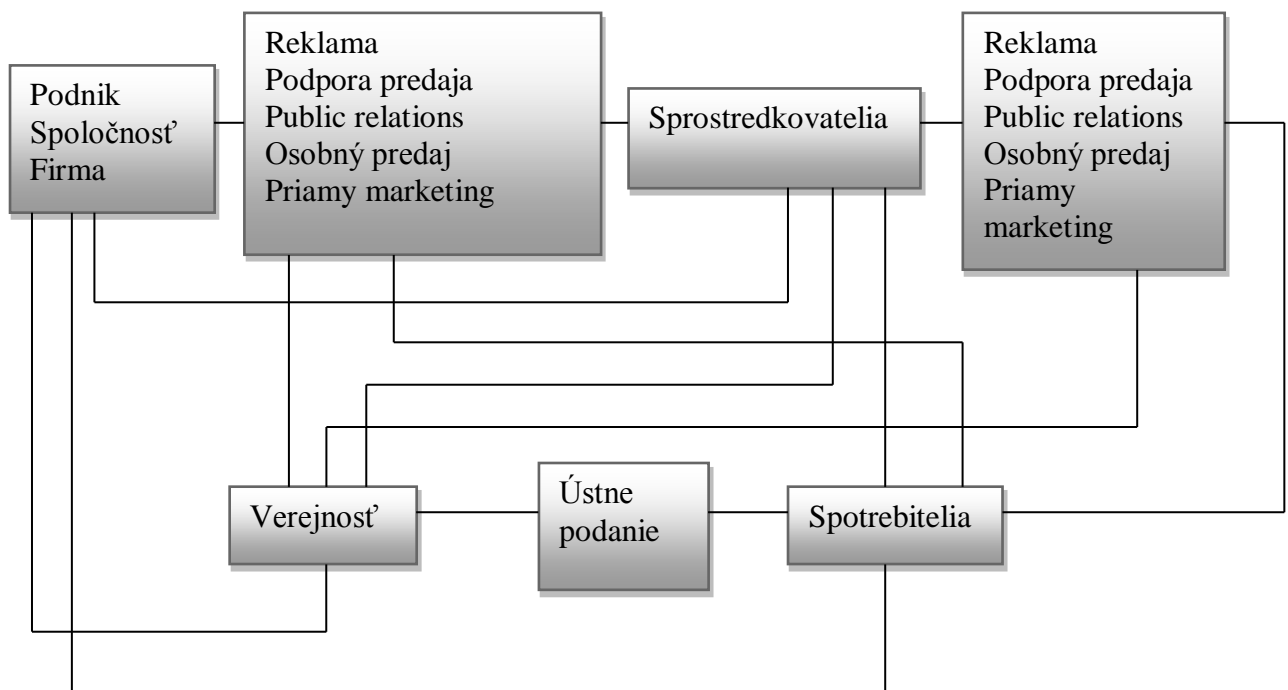 Podnik
Spoločnosť
Firma
Reklama
Podpora predaja
Public relations
Osobný predaj
Priamy marketing
Sprostredkovatelia
Reklama
Podpora predaja
Public relations
Osobný predaj
Priamy
marketing
Verejnosť
Ústne
podanie
Spotrebitelia